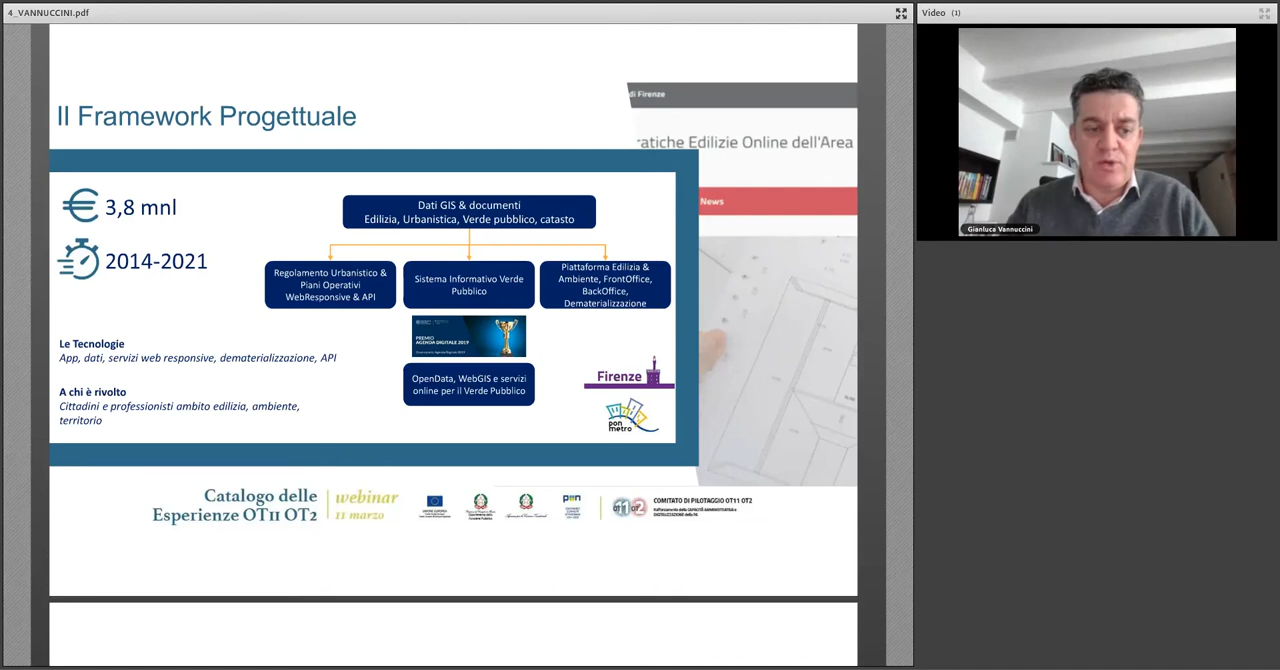 4_VANNUCCINI.pdf
Video (1)
di Firenze
Il Framework Progettuale
ratiche Edilizie Online dell'Area
€ 3,8 mnl
News
Dati GIS & documenti
Edilizia, Urbanistica, Verde pubblico, catasto
2014-2021
Regolamento Urbanistico &
Piani Operativi
WebResponsive & API
Sistema Informativo Verde
Pubblico
Piattaforma Edilizia &
Ambiente, FrontOffice,
BackOffice,
Dematerializzazione
PREMIO
AGENDA DIGITALE 2019
Le Tecnologie
App, dati, servizi web responsive, dematerializzazione, API
OpenData, WebGIS e servizi
online per il Verde Pubblico
A chi è rivolto
Cittadini e professionisti ambito edilizia, ambiente,
territorio
Firenze
pon
metro
Catalogo delle
Esperienze OT11 OT2
webinar
11 marzo
pon
OT11 OT2
COMITATO DI PILOTAGGIO OT11 OT2
Gianluca Vannuccini